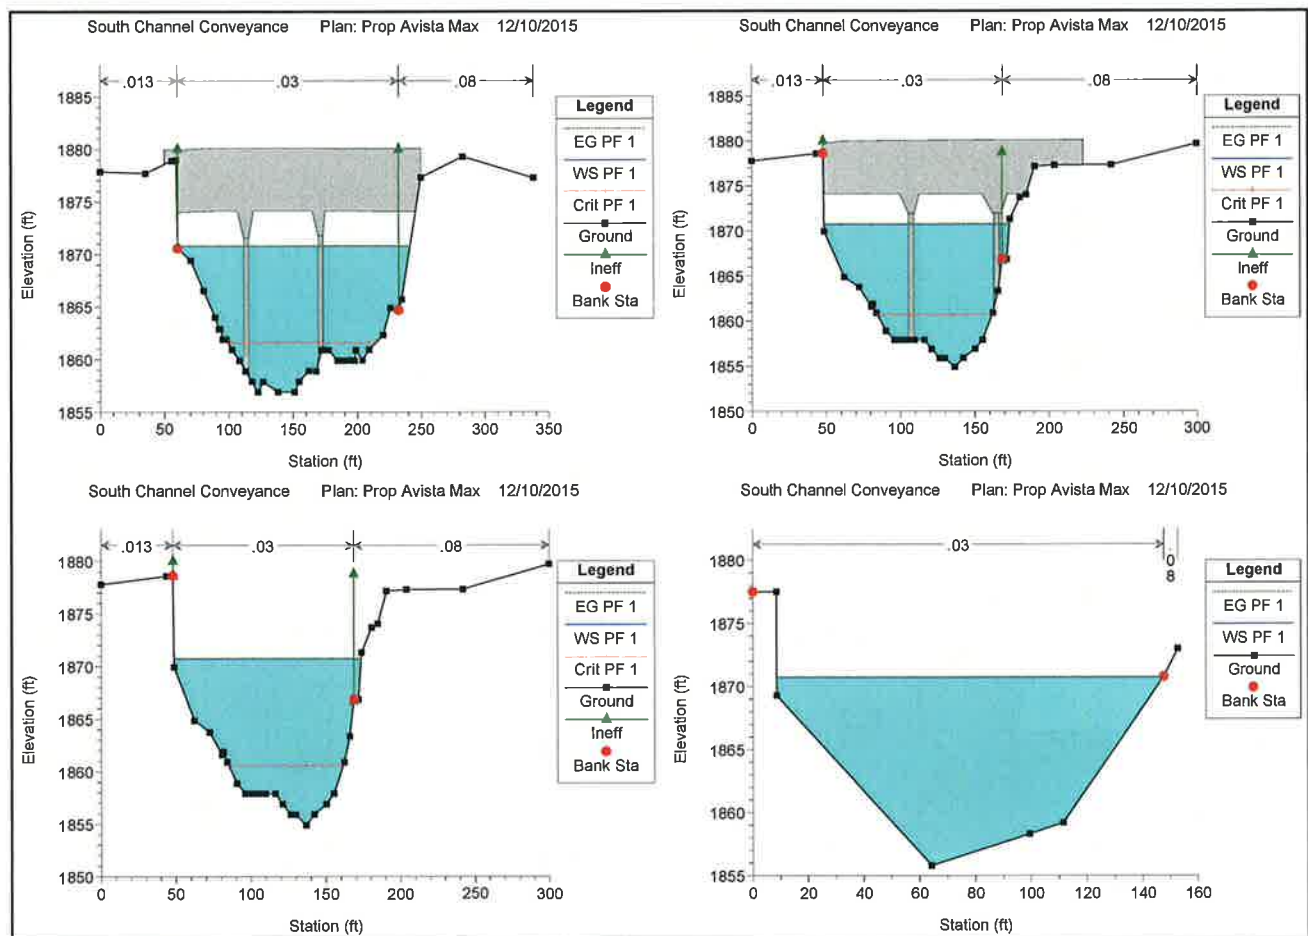 South Channel Conveyance Plan: Prop Avista Max 12/10/2015
.013 .03 .08
Elevation (ft)
1885
1880
1875
1870
1865
1860
1855
0 50 100 150 200 250 300 350
Station (ft)
Legend
EG PF 1
WS PF 1
Crit PF 1
Ground
Ineff
Bank Sta
South Channel Conveyance Plan: Prop Avista Max 12/10/2015
.013 .03 .08
Elevation (ft)
1885
1880
1875
1870
1865
1860
1855
1850
0 50 100 150 200 250 300
Station (ft)
Legend
EG PF 1
WS PF 1
Crit PF 1
Ground
Ineff
Bank Sta
South Channel Conveyance Plan: Prop Avista Max 12/10/2015
.013 .03 .08
Elevation (ft)
1880
1875
1870
1865
1860
1855
1850
0 50 100 150 200 250 300
Station (ft)
Legend
EG PF 1
WS PF 1
Crit PF 1
Ground
Ineff
Bank Sta
South Channel Conveyance Plan: Prop Avista Max 12/10/2015
.03 .08
Elevation (ft)
1880
1875
1870
1865
1860
1855
0 20 40 60 80 100 120 140 160
Station (ft)
Legend
EG PF 1
WS PF 1
Ground
Bank Sta